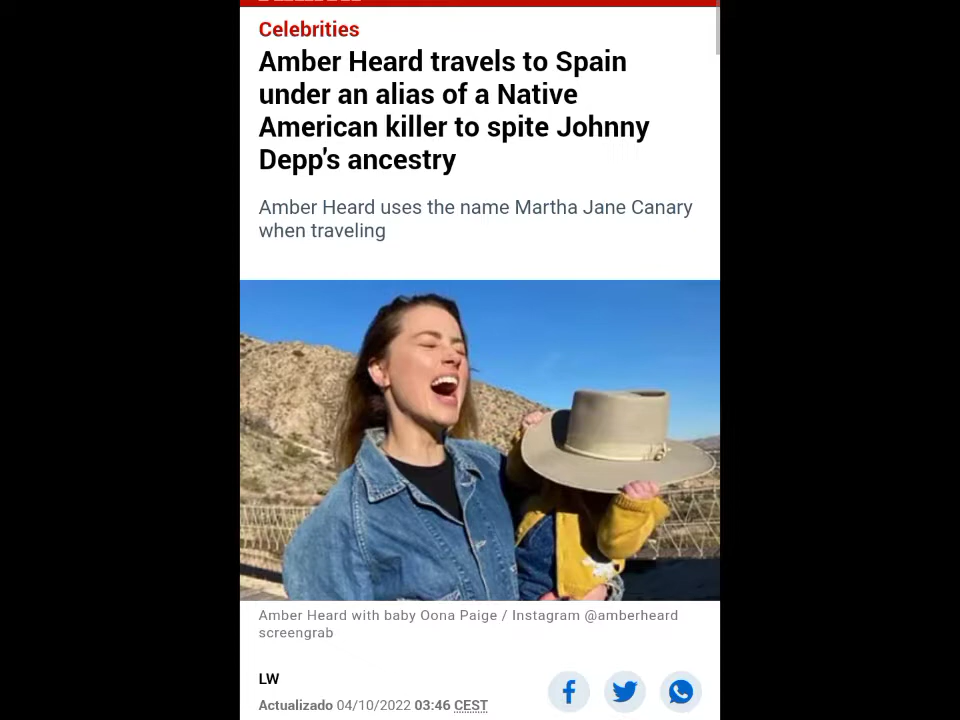 Celebrities
Amber Heard travels to Spain
under an alias of a Native
American killer to spite Johnny
Depp's ancestry
Amber Heard uses the name Martha Jane Canary
when traveling
Amber Heard with baby Oona Paige / Instagram @amberheard
screengrab
LW
Actualizado 04/10/2022 03:46 CEST